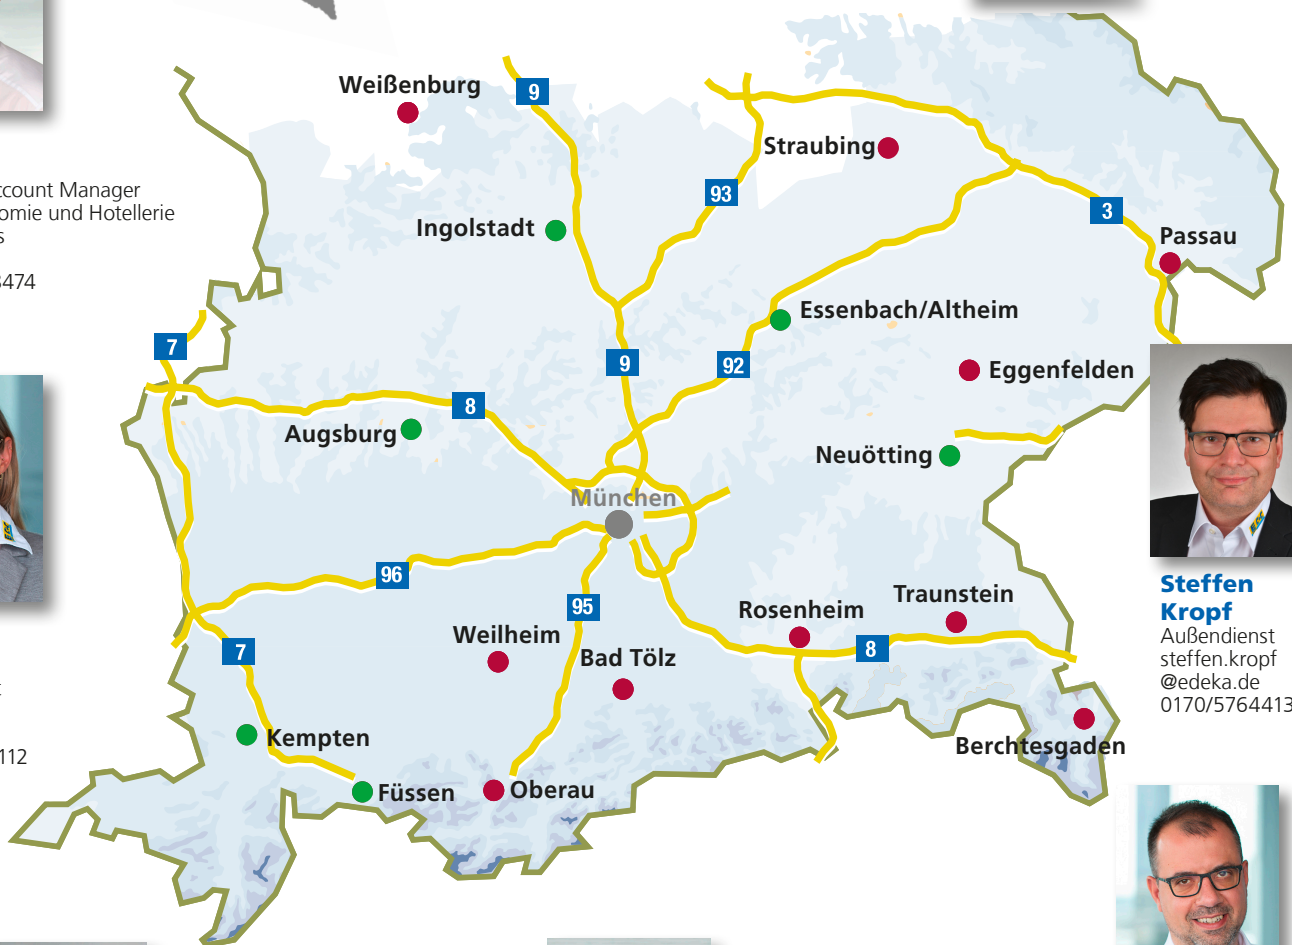 Weißenburg
9
Straubing
93
count Manager
omie und Hotellerie
s
3474
Ingolstadt
3
Passau
Essenbach/Altheim
7
9
92
Eggenfelden
8
Augsburg
Neuötting
München
96
95
Steffen
Kropf
Außendienst
steffen.kropf
@edeka.de
0170/5764413
Traunstein
Rosenheim
8
Weilheim
Bad Tölz
7
112
Kempten
Berchtesgaden
Füssen
Oberau